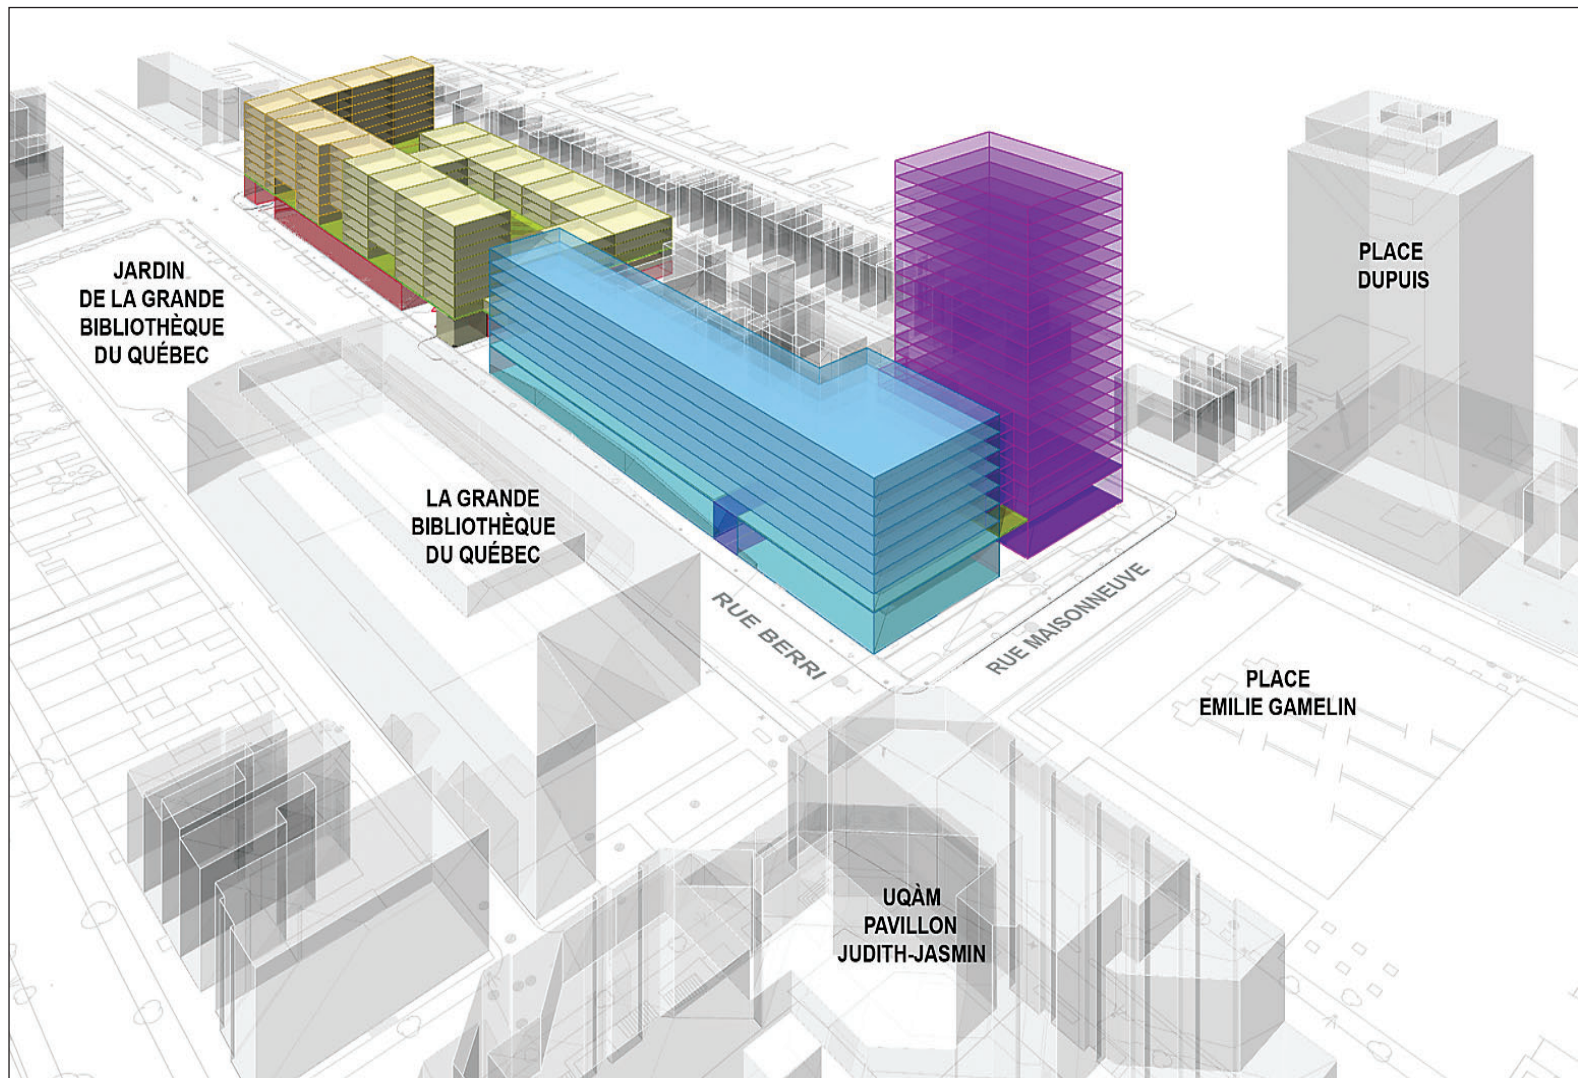 JARDIN
DE LA GRANDE
BIBLIOTHÈQUE
DU QUÉBEC
PLACE
DUPUIS
LA GRANDE
BIBLIOTHÈQUE
DU QUÉBEC
RUE BERRI
RUE MAISONNEUVE
PLACE
EMILIE GAMELIN
UQÀM
PAVILLON
JUDITH-JASMIN